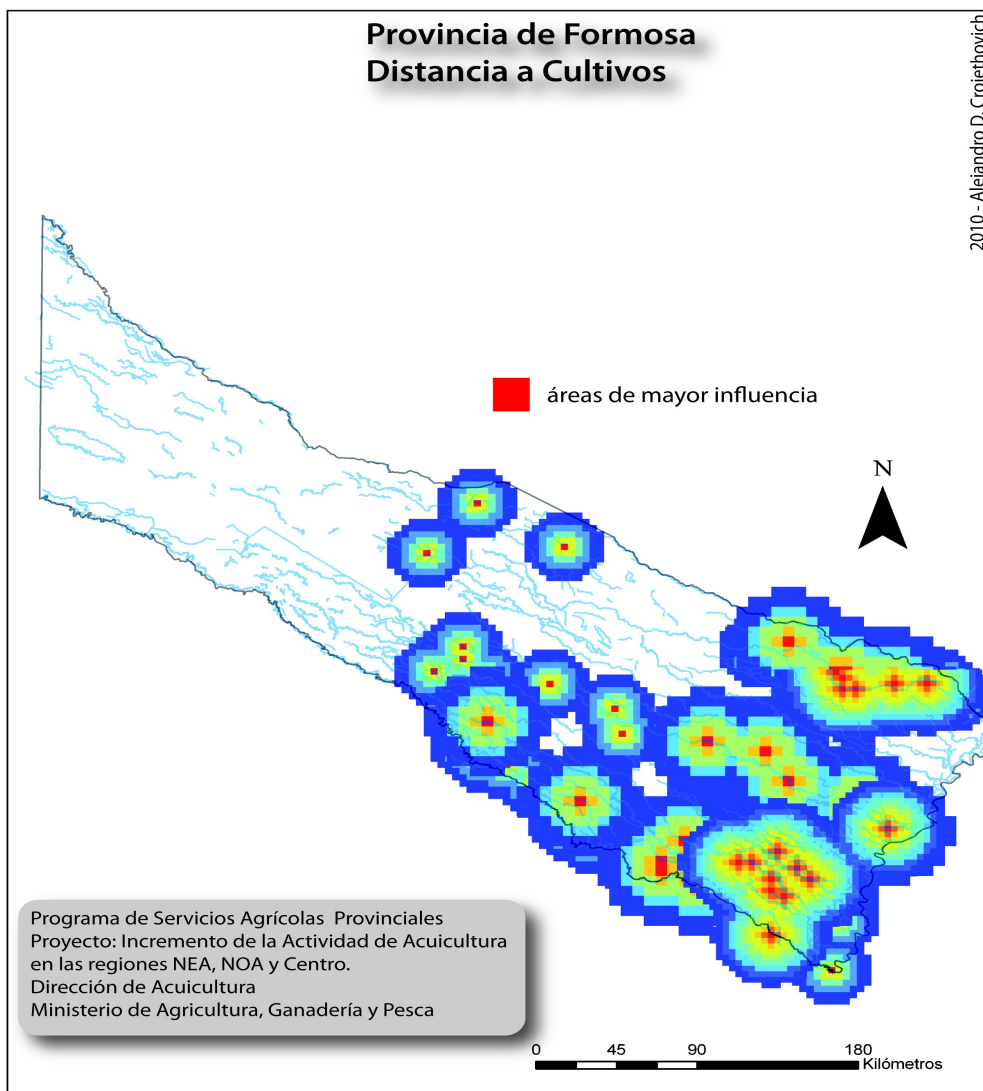 Provincia de Formosa
Distancia a Cultivos
2010 - Alejandro D. Crojethovich
áreas de mayor influencia
N
Programa de Servicios Agrícolas Provinciales
Proyecto: Incremento de la Actividad de Acuicultura
en las regiones NEA, NOA y Centro.
Dirección de Acuicultura
Ministerio de Agricultura, Ganadería y Pesca
0 45 90 180
Kilómetros